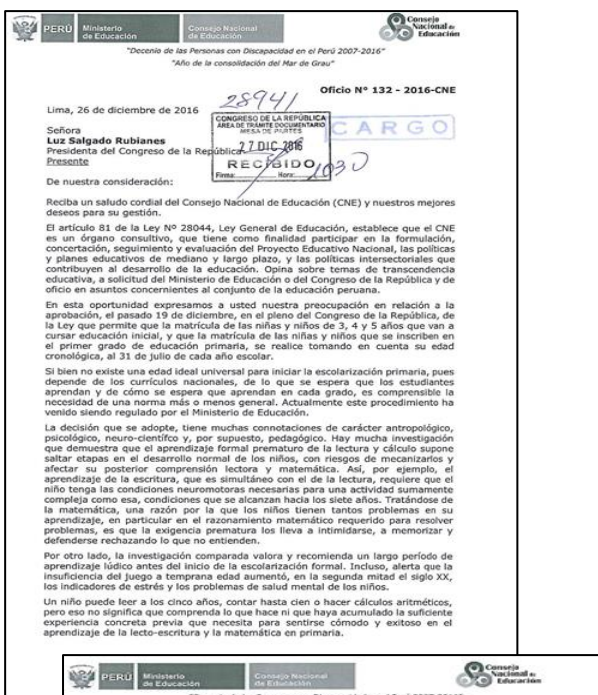 PERÚ Ministerio de Educación Consejo Nacional de Educación Consejo Nacional de Educación
"Decenio de las Personas con Discapacidad en el Perú 2007-2016"
"Año de la consolidación del Mar de Grau"
Oficio N° 132 - 2016-CNE
28941
Lima, 26 de diciembre de 2016
CONGRESO DE LA REPÚBLICA
AREA DE TRÁMITE DOCUMENTARIO
MESA DE PARTES
27 DIC 2016
RECIBIDO
Firma: Hora: 1030
CARGO
Señora
Luz Salgado Rubianes
Presidenta del Congreso de la República
Presente
De nuestra consideración:
Reciba un saludo cordial del Consejo Nacional de Educación (CNE) y nuestros mejores
deseos para su gestión.
El artículo 81 de la Ley Nº 28044, Ley General de Educación, establece que el CNE
es un órgano consultivo, que tiene como finalidad participar en la formulación,
concertación, seguimiento y evaluación del Proyecto Educativo Nacional, las políticas
y planes educativos de mediano y largo plazo, y las políticas intersectoriales que
contribuyen al desarrollo de la educación. Opina sobre temas de transcendencia
educativa, a solicitud del Ministerio de Educación o del Congreso de la República y de
oficio en asuntos concernientes al conjunto de la educación peruana.
En esta oportunidad expresamos a usted nuestra preocupación en relación a la
aprobación, el pasado 19 de diciembre, en el pleno del Congreso de la República, de
la Ley que permite que la matrícula de las niñas y niños de 3, 4 y 5 años que van a
cursar educación inicial, y que la matrícula de las niñas y niños que se inscriben en
el primer grado de educación primaria, se realice tomando en cuenta su edad
cronológica, al 31 de julio de cada año escolar.
Si bien no existe una edad ideal universal para iniciar la escolarización primaria, pues
depende de los currículos nacionales, de lo que se espera que los estudiantes
aprendan y de cómo se espera que aprendan en cada grado, es comprensible la
necesidad de una norma más o menos general. Actualmente este procedimiento ha
venido siendo regulado por el Ministerio de Educación.
La decisión que se adopte, tiene muchas connotaciones de carácter antropológico,
psicológico, neuro-científco y, por supuesto, pedagógico. Hay mucha investigación
que demuestra que el aprendizaje formal prematuro de la lectura y cálculo supone
saltar etapas en el desarrollo normal de los niños, con riesgos de mecanizarlos y
afectar su posterior comprensión lectora y matemática. Así, por ejemplo, el
aprendizaje de la escritura, que es simultáneo con el de la lectura, requiere que el
niño tenga las condiciones neuromotoras necesarias para una actividad sumamente
compleja como esa, condiciones que se alcanzan hacia los siete años. Tratándose de
la matemática, una razón por la que los niños tienen tantos problemas en su
aprendizaje, en particular en el razonamiento matemático requerido para resolver
problemas, es que la exigencia prematura los lleva a intimidarse, a memorizar y
defenderse rechazando lo que no entienden.
Por otro lado, la investigación comparada valora y recomienda un largo período de
aprendizaje lúdico antes del inicio de la escolarización formal. Incluso, alerta que la
insuficiencia del juego a temprana edad aumentó, en la segunda mitad el siglo XX,
los indicadores de estrés y los problemas de salud mental de los niños.
Un niño puede leer a los cinco años, contar hasta cien o hacer cálculos aritméticos,
pero eso no significa que comprenda lo que hace ni que haya acumulado la suficiente
experiencia concreta previa que necesita para sentirse cómodo y exitoso en el
aprendizaje de la lecto-escritura y la matemática en primaria.
PERÚ Ministerio de Educación Consejo Nacional de Educación Consejo Nacional de Educación